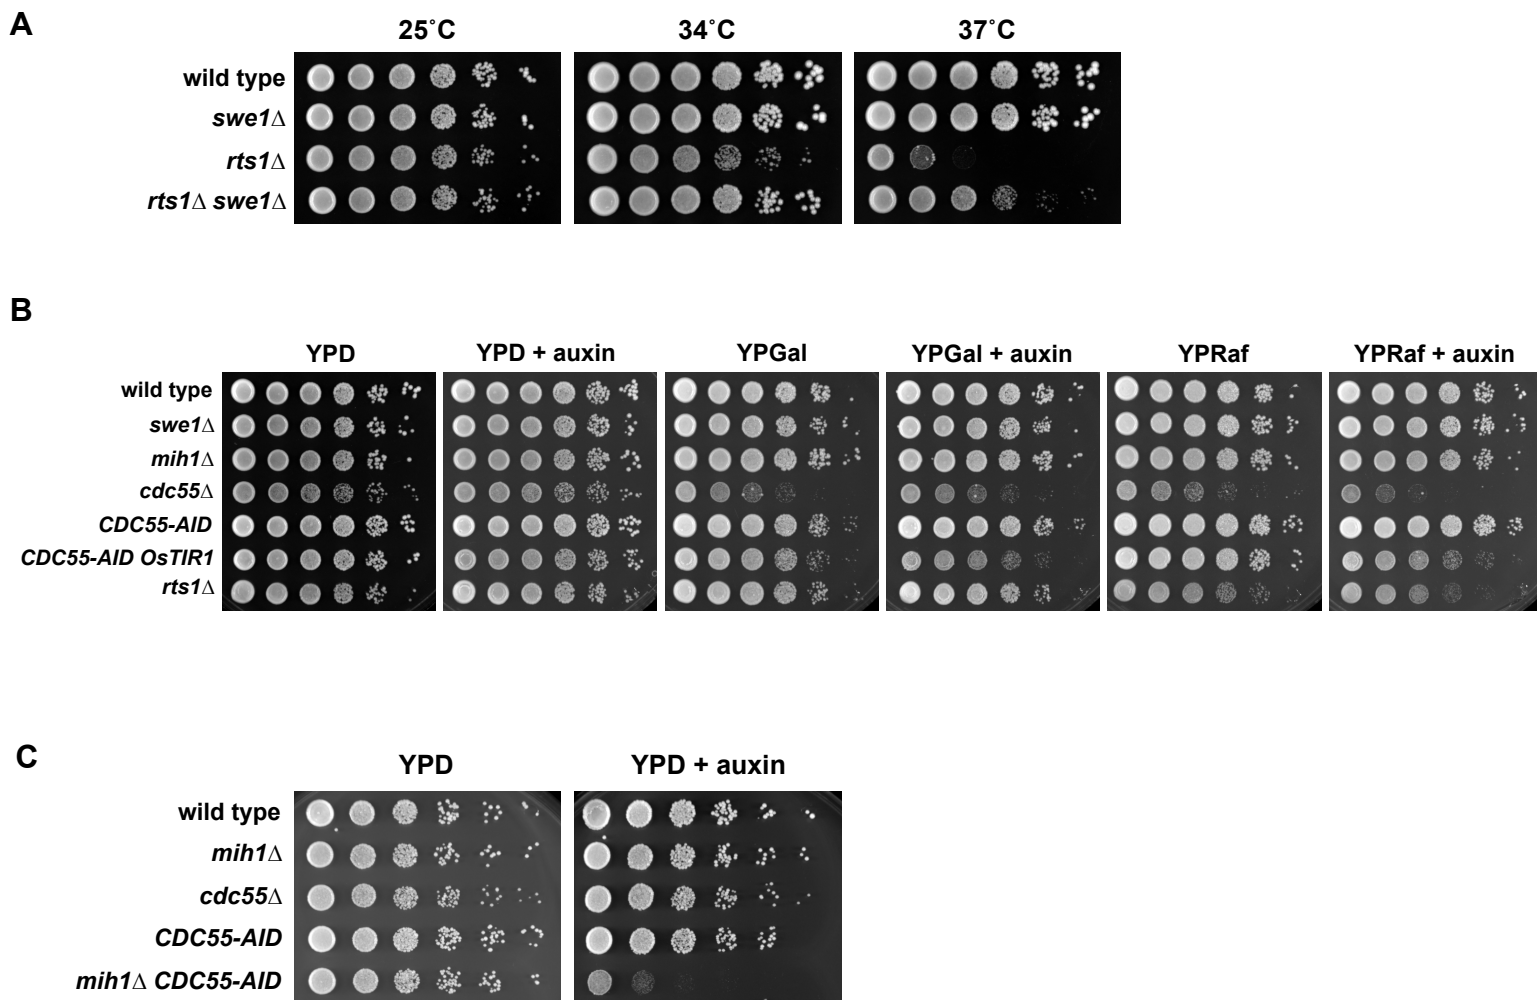 A
25˚C 34˚C 37˚C
wild type
swe1Δ
rts1Δ
rts1Δ swe1Δ
B
YPD YPD + auxin YPGal YPGal + auxin YPRaf YPRaf + auxin
wild type
swe1Δ
mih1Δ
cdc55Δ
CDC55-AID
CDC55-AID OsTIR1
rts1Δ
C
YPD YPD + auxin
wild type
mih1Δ
cdc55Δ
CDC55-AID
mih1Δ CDC55-AID